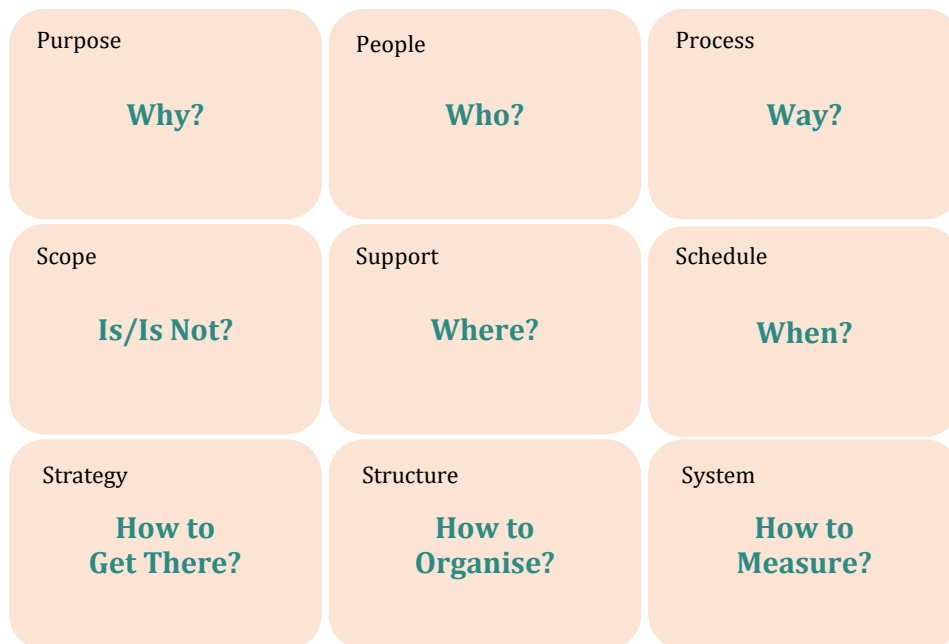 Purpose
Why?
People
Who?
Process
Way?
Scope
Is/Is Not?
Support
Where?
Schedule
When?
Strategy
How to
Get There?
Structure
How to
Organise?
System
How to
Measure?